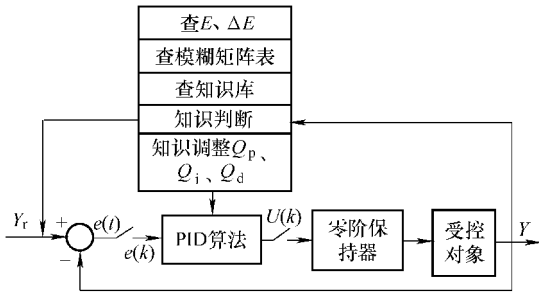 查E、ΔE
查模糊矩阵表
查知识库
知识判断
知识调整Qp、
Qi、Qd
Yr
+
−
e(t)
e(k)
PID算法
U(k)
零阶保
持器
受控
对象
Y